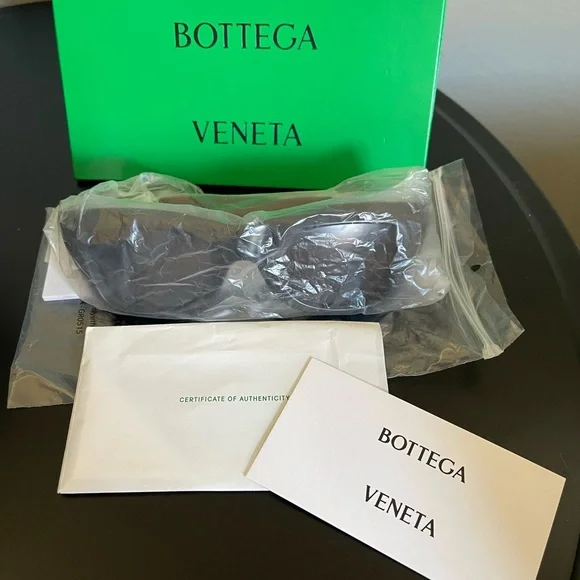 BOTTEGA
VENETA
CERTIFICATE OF AUTHENTICITY
BOTTEGA
VENETA